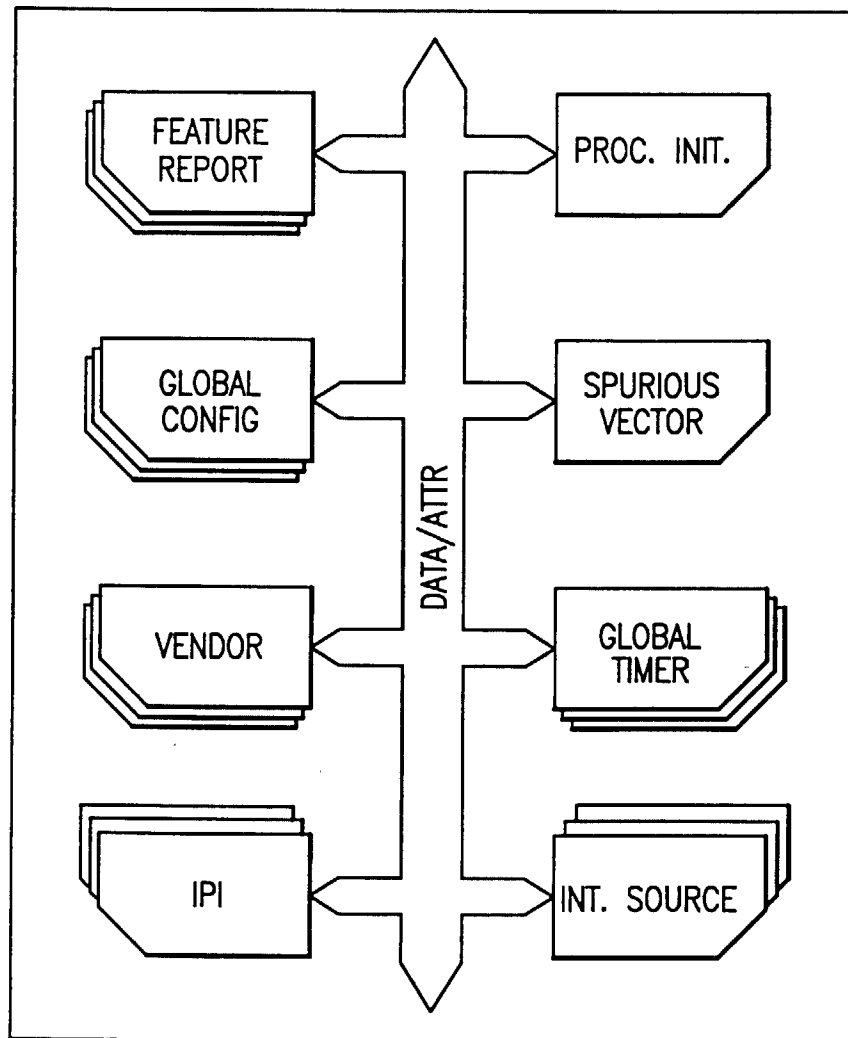 FEATURE
REPORT
PROC. INIT.
GLOBAL
CONFIG
SPURIOUS
VECTOR
DATA/ATTR
VENDOR
GLOBAL
TIMER
IPI
INT. SOURCE